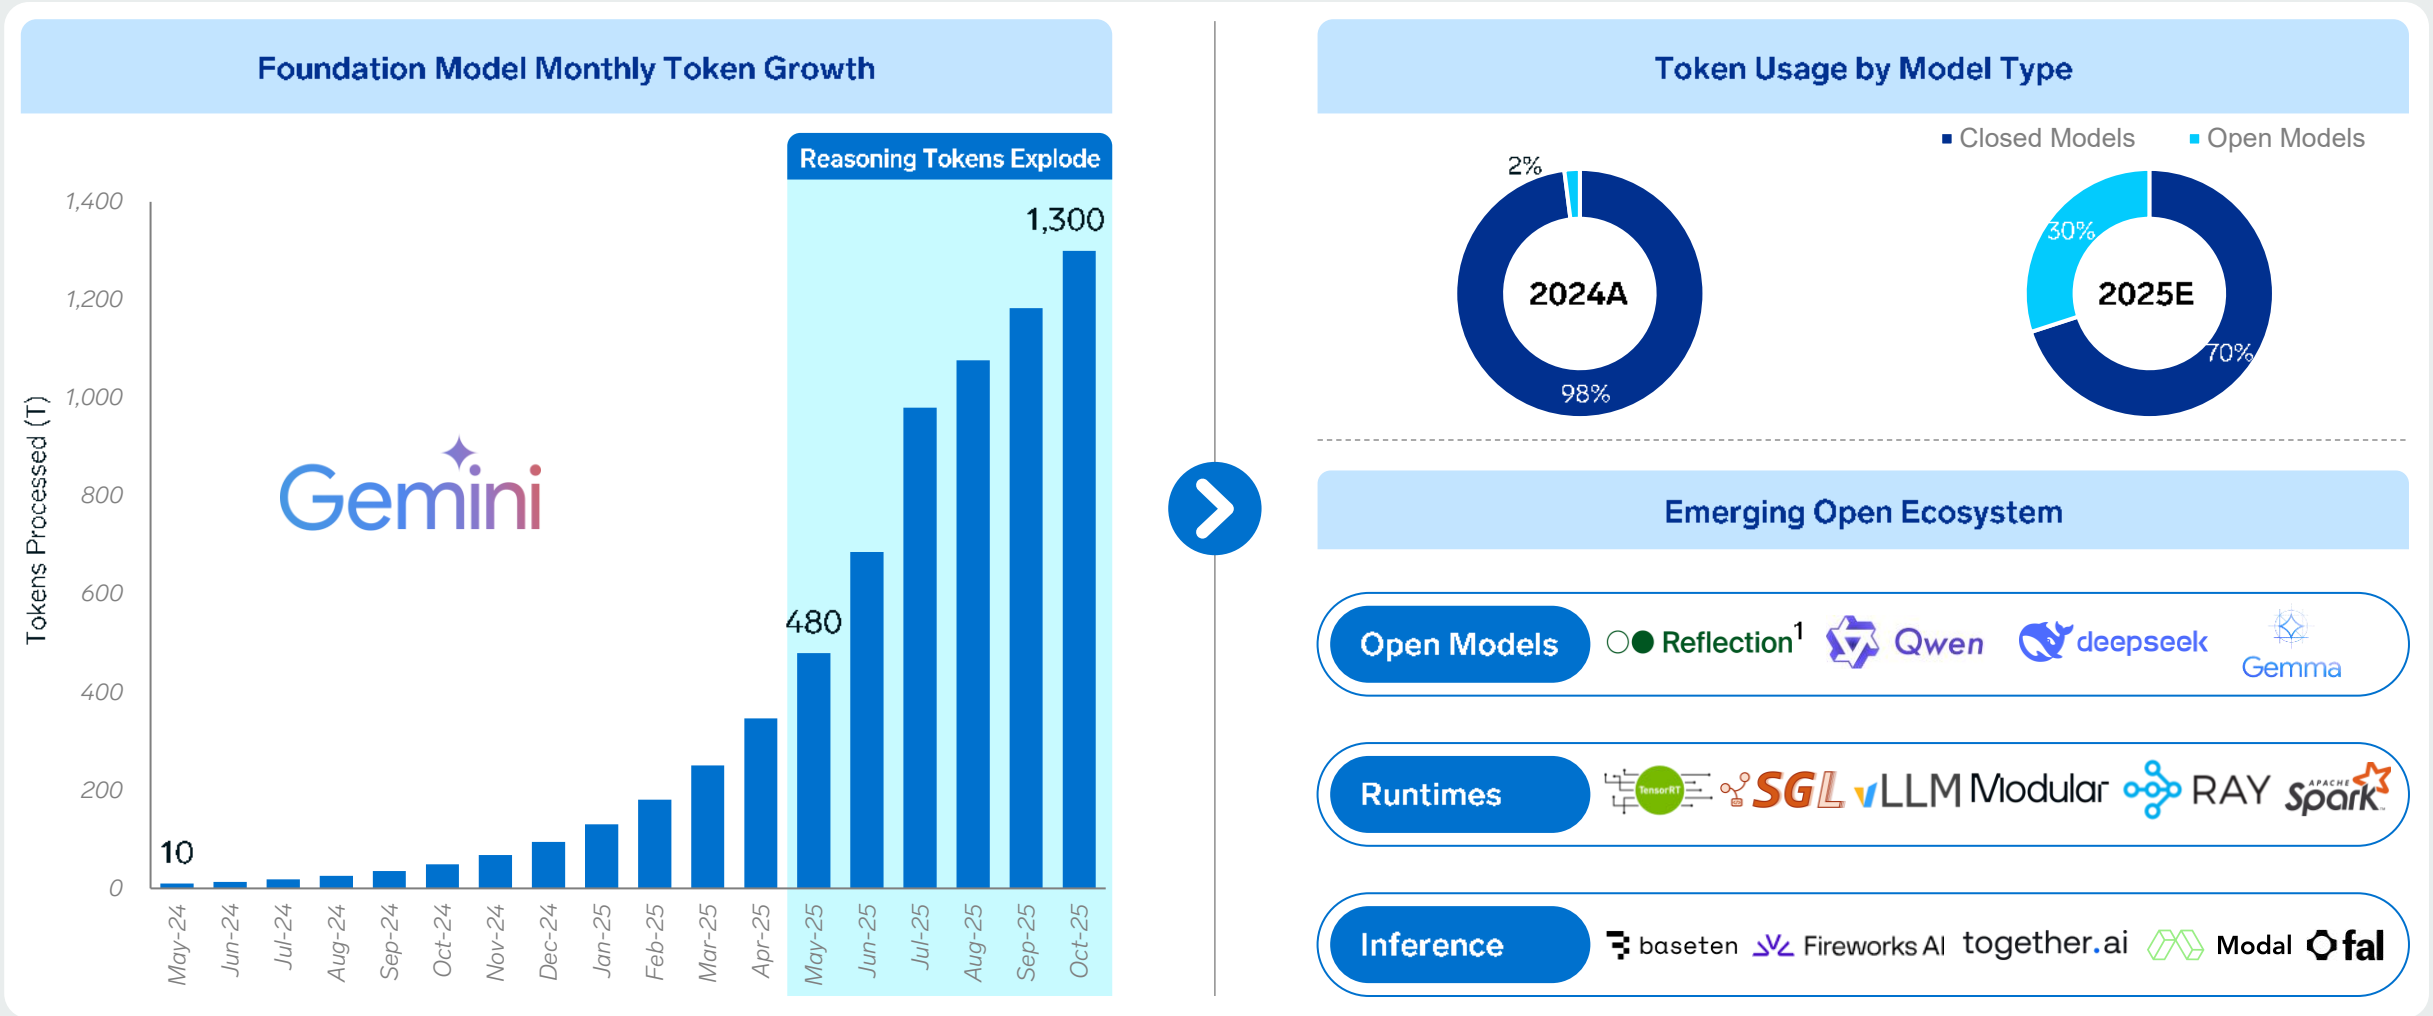 Foundation Model Monthly Token Growth
Reasoning Tokens Explode
Tokens Processed (T)
1,400
1,200
1,000
800
600
400
200
0
10
480
1,300
Gemini
May-24
Jun-24
Jul-24
Aug-24
Sep-24
Oct-24
Nov-24
Dec-24
Jan-25
Feb-25
Mar-25
Apr-25
May-25
Jun-25
Jul-25
Aug-25
Sep-25
Oct-25
Token Usage by Model Type
Closed Models Open Models
2%
98%
2024A
30%
70%
2025E
Emerging Open Ecosystem
Open Models Reflection¹ Qwen deepseek Gemma
Runtimes TensorRT SGL vLLM Modular RAY APACHE Spark™
Inference baseten Fireworks AI together.ai Modal fal